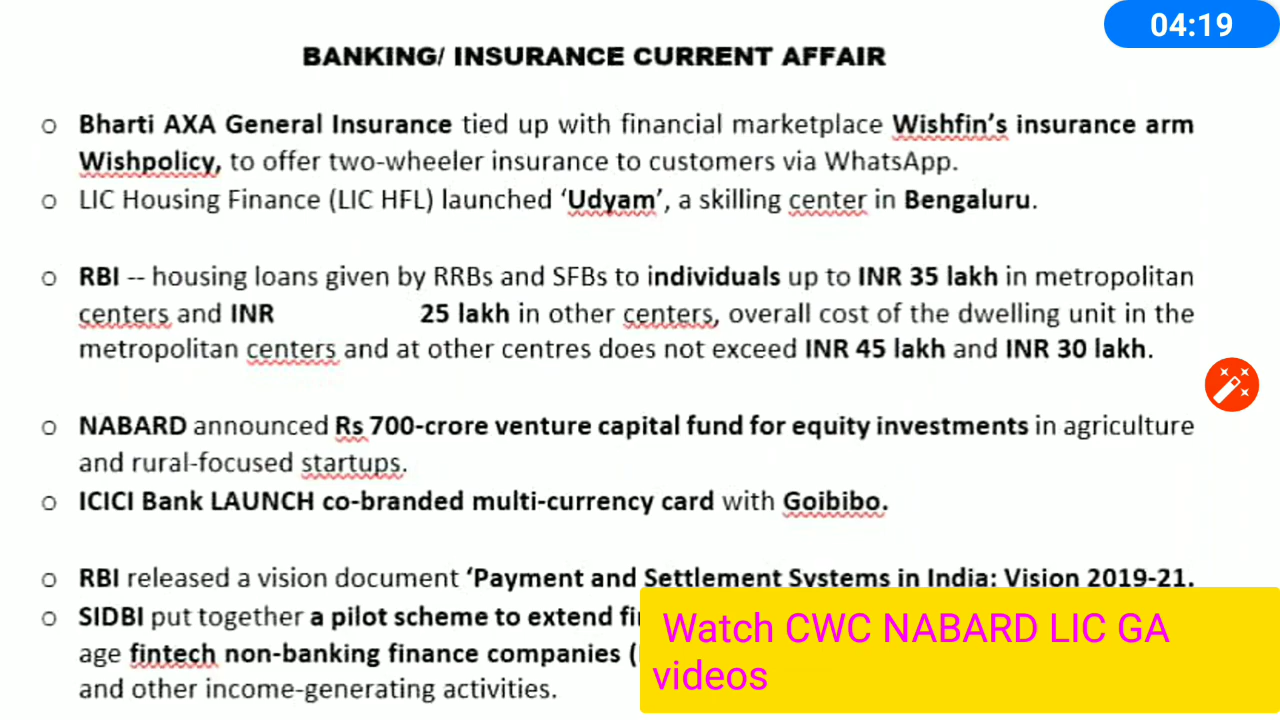 04:19
BANKING/ INSURANCE CURRENT AFFAIR
o Bharti AXA General Insurance tied up with financial marketplace Wishfin's insurance arm
Wishpolicy, to offer two-wheeler insurance to customers via WhatsApp.
o LIC Housing Finance (LIC HFL) launched ‘Udyam’, a skilling center in Bengaluru.
o RBI -- housing loans given by RRBs and SFBs to individuals up to INR 35 lakh in metropolitan
centers and INR 25 lakh in other centers, overall cost of the dwelling unit in the
metropolitan centers and at other centres does not exceed INR 45 lakh and INR 30 lakh.
o NABARD announced Rs 700-crore venture capital fund for equity investments in agriculture
and rural-focused startups.
o ICICI Bank LAUNCH co-branded multi-currency card with Goibibo.
o RBI released a vision document ‘Payment and Settlement Systems in India: Vision 2019-21.
o SIDBI put together a pilot scheme to extend
age fintech non-banking finance companies (
and other income-generating activities.
Watch CWC NABARD LIC GA
videos